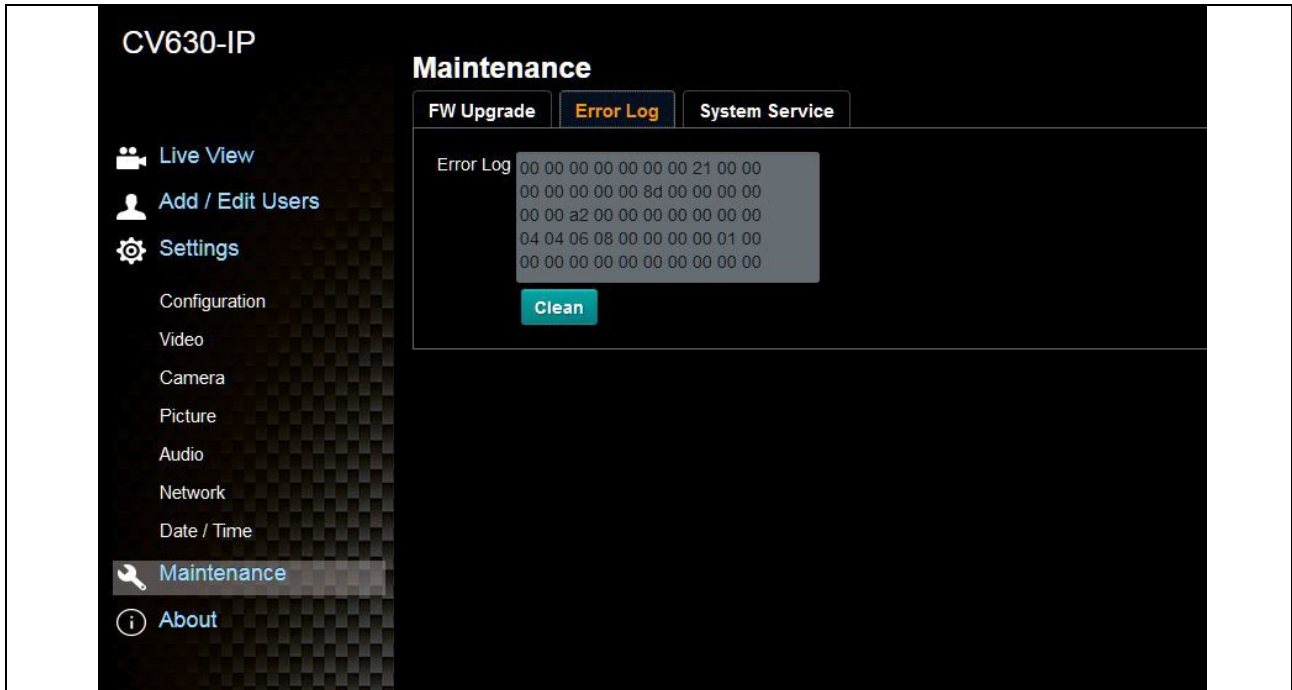 CV630-IP
Maintenance
FW Upgrade Error Log System Service
Live View
Add / Edit Users
Settings
Configuration
Video
Camera
Picture
Audio
Network
Date / Time
Maintenance
About
Error Log
00 00 00 00 00 00 00 21 00 00
00 00 00 00 00 8d 00 00 00 00
00 00 a2 00 00 00 00 00 00 00
04 04 06 08 00 00 00 00 01 00
00 00 00 00 00 00 00 00 00 00
Clean